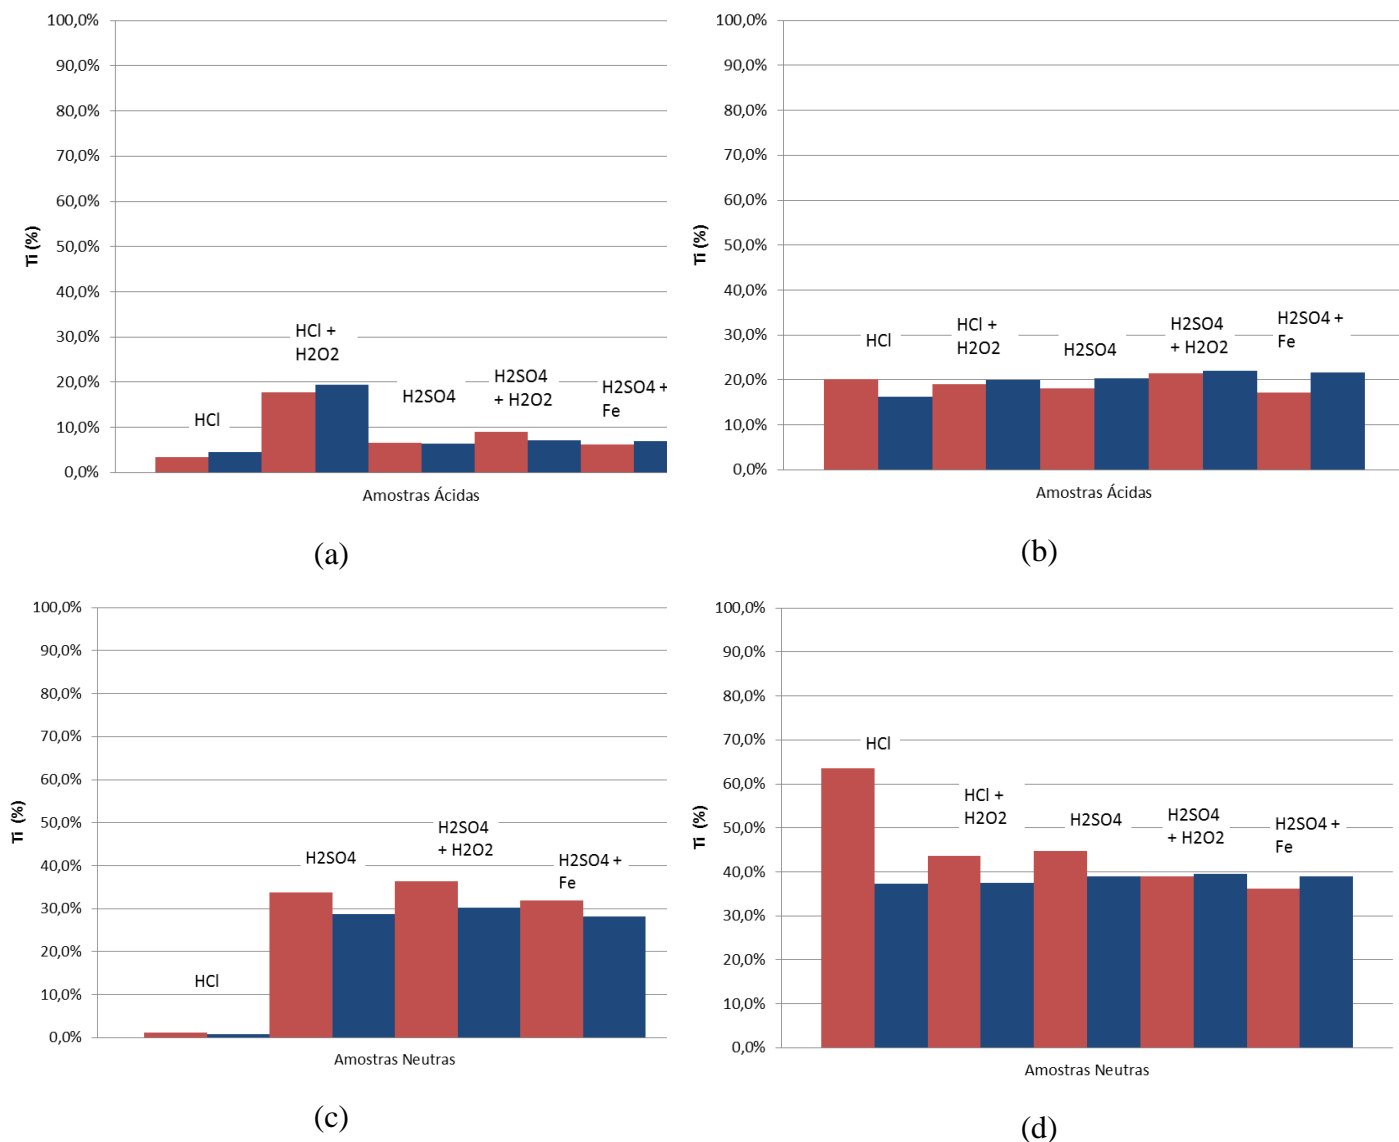 100,0%
90,0%
80,0%
70,0%
60,0%
50,0%
40,0%
30,0%
20,0%
10,0%
0,0%
Ti (%)
HCl
HCl +
H2O2
H2SO4
H2SO4
+ H2O2
H2SO4 +
Fe
Amostras Ácidas
(a)
100,0%
90,0%
80,0%
70,0%
60,0%
50,0%
40,0%
30,0%
20,0%
10,0%
0,0%
Ti (%)
HCl
HCl +
H2O2
H2SO4
H2SO4
+ H2O2
H2SO4 +
Fe
Amostras Ácidas
(b)
100,0%
90,0%
80,0%
70,0%
60,0%
50,0%
40,0%
30,0%
20,0%
10,0%
0,0%
Ti (%)
HCl
H2SO4
H2SO4
+ H2O2
H2SO4 +
Fe
Amostras Neutras
(c)
100,0%
90,0%
80,0%
70,0%
60,0%
50,0%
40,0%
30,0%
20,0%
10,0%
0,0%
Ti (%)
HCl
HCl +
H2O2
H2SO4
H2SO4
+ H2O2
H2SO4 +
Fe
Amostras Neutras
(d)